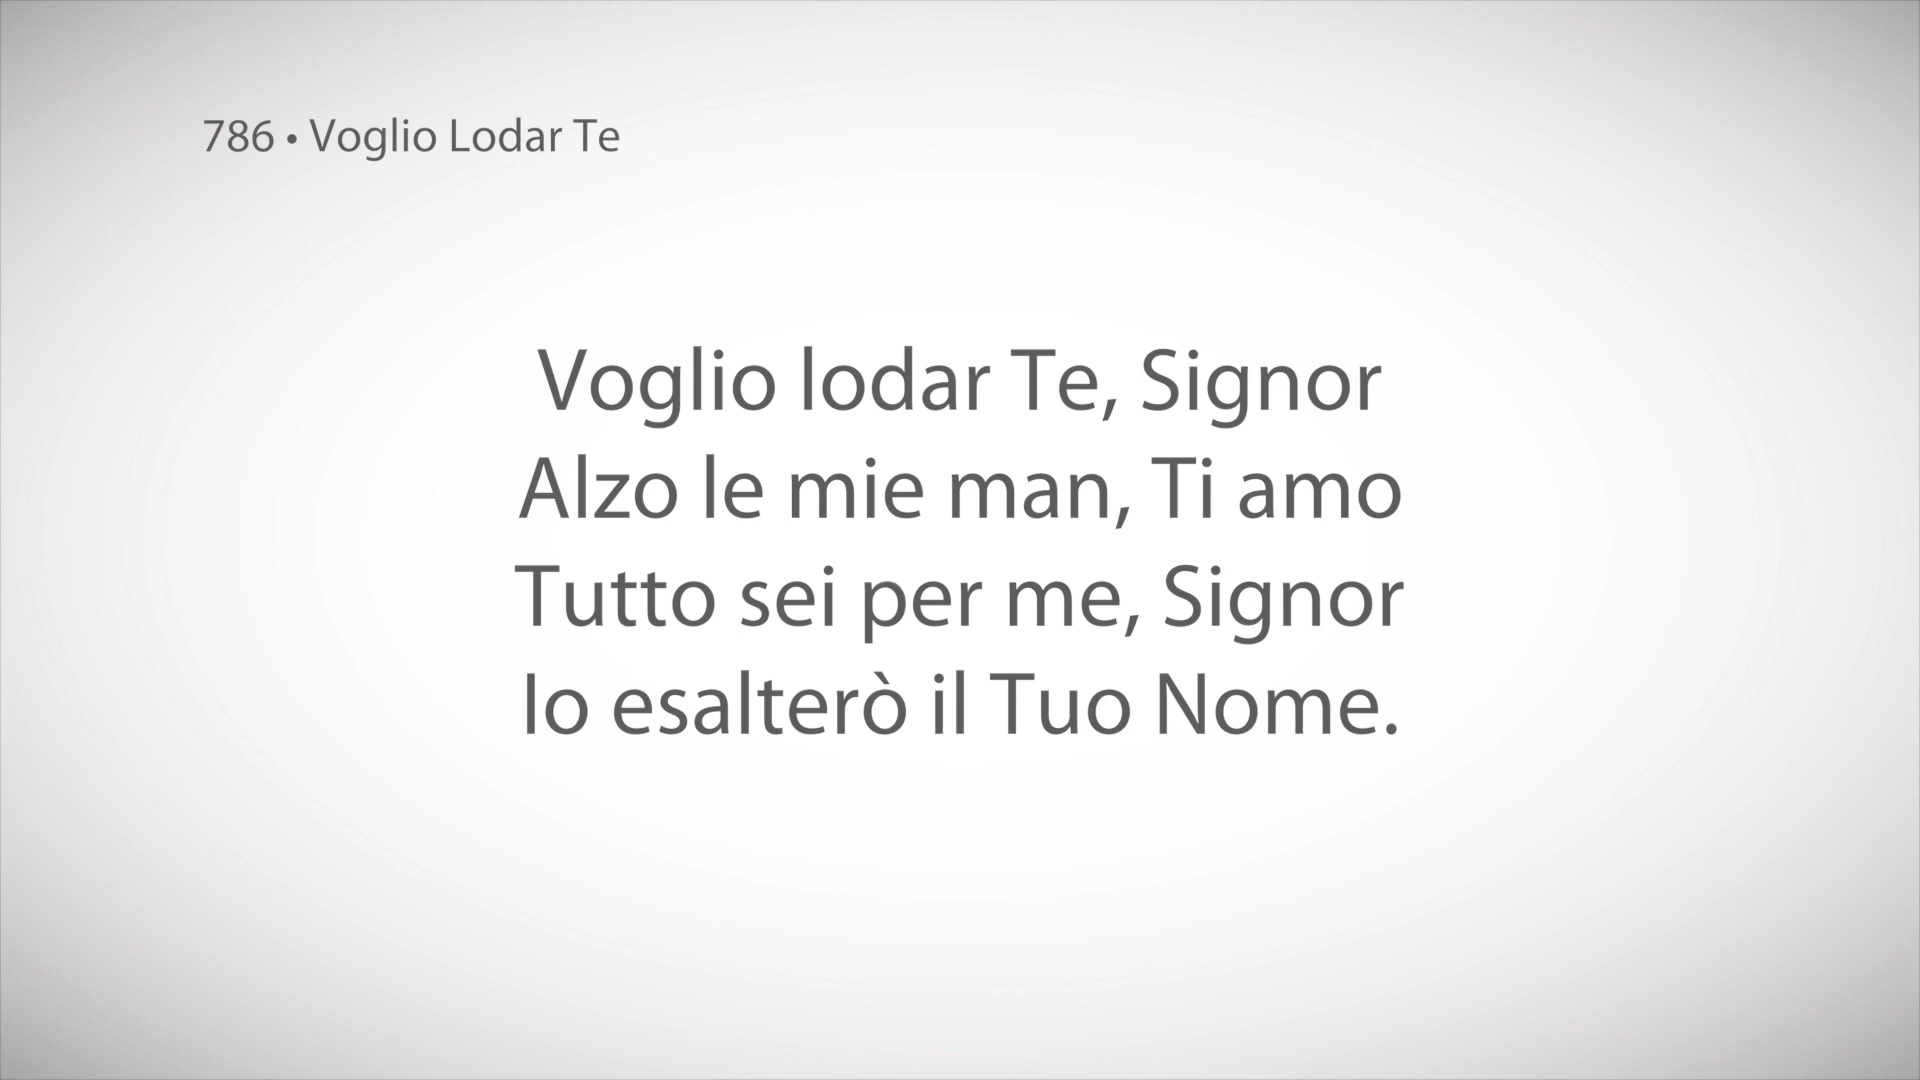 786 • Voglio Lodar Te
Voglio lodar Te, Signor
Alzo le mie man, Ti amo
Tutto sei per me, Signor
Io esalterò il Tuo Nome.